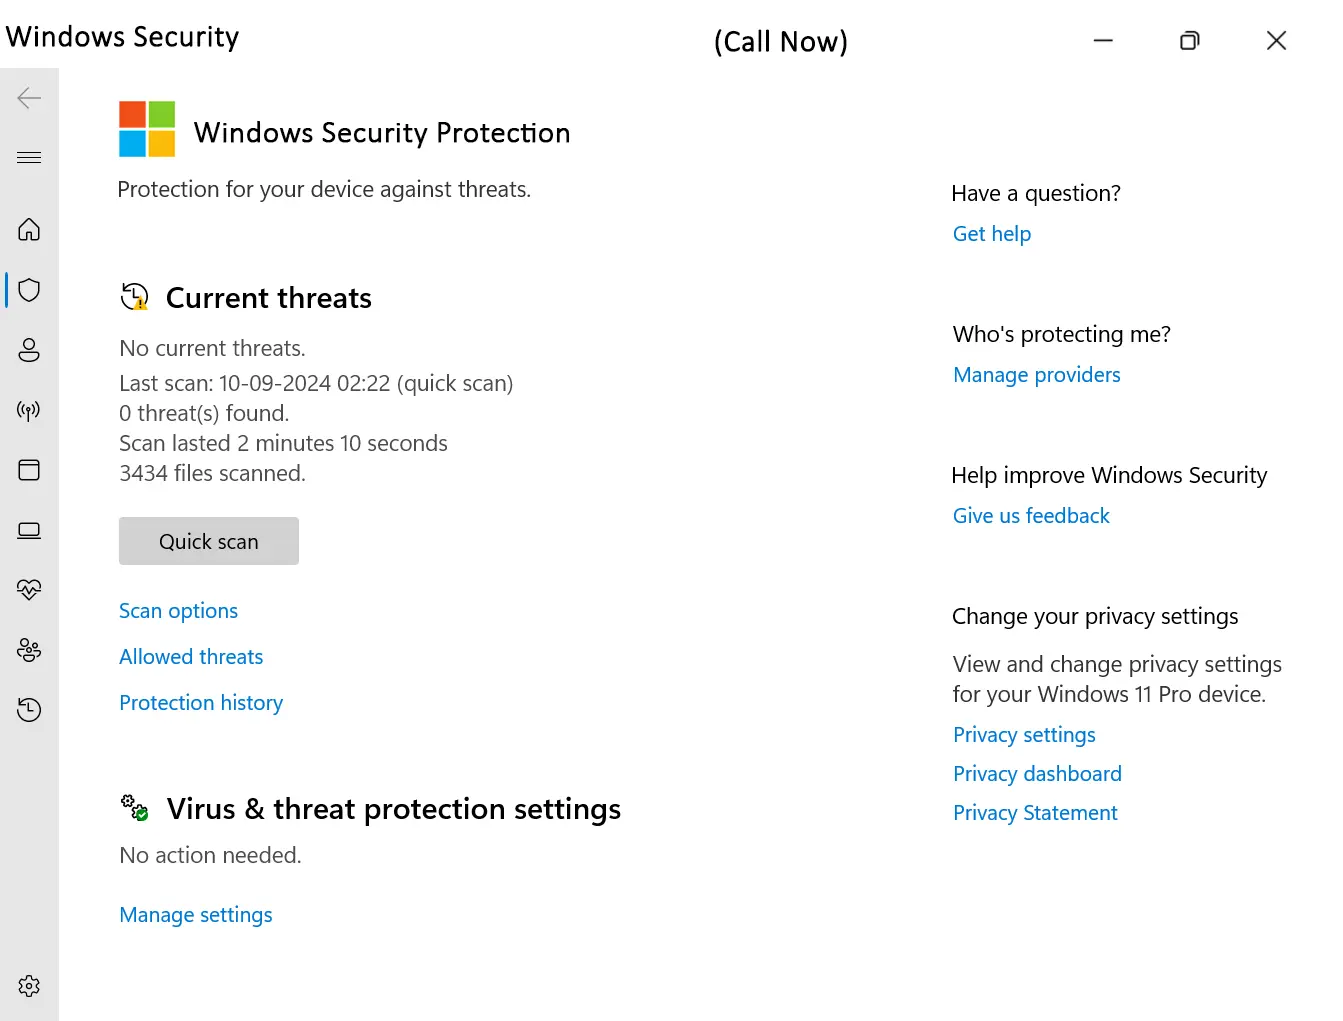 Windows Security
(Call Now)
Windows Security Protection
Protection for your device against threats.
Current threats
No current threats.
Last scan: 10-09-2024 02:22 (quick scan)
0 threat(s) found.
Scan lasted 2 minutes 10 seconds
3434 files scanned.
Quick scan
Scan options
Allowed threats
Protection history
Virus & threat protection settings
No action needed.
Manage settings
Have a question?
Get help
Who's protecting me?
Manage providers
Help improve Windows Security
Give us feedback
Change your privacy settings
View and change privacy settings
for your Windows 11 Pro device.
Privacy settings
Privacy dashboard
Privacy Statement